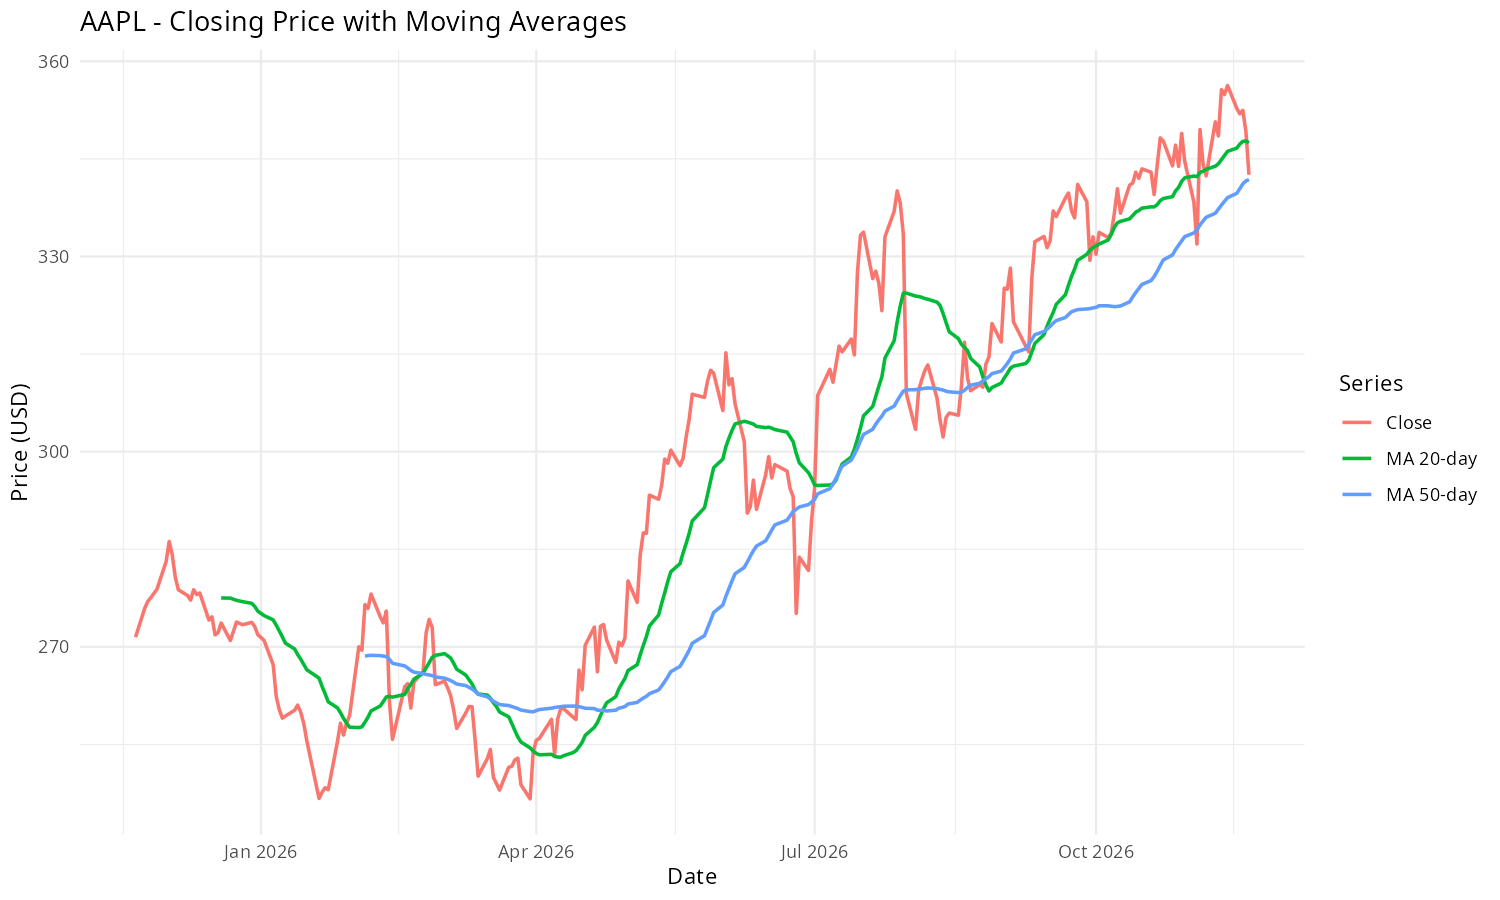 AAPL - Closing Price with Moving Averages
Price (USD)
360
330
300
270
Jan 2026
Apr 2026
Jul 2026
Oct 2026
Date
Series
Close
MA 20-day
MA 50-day